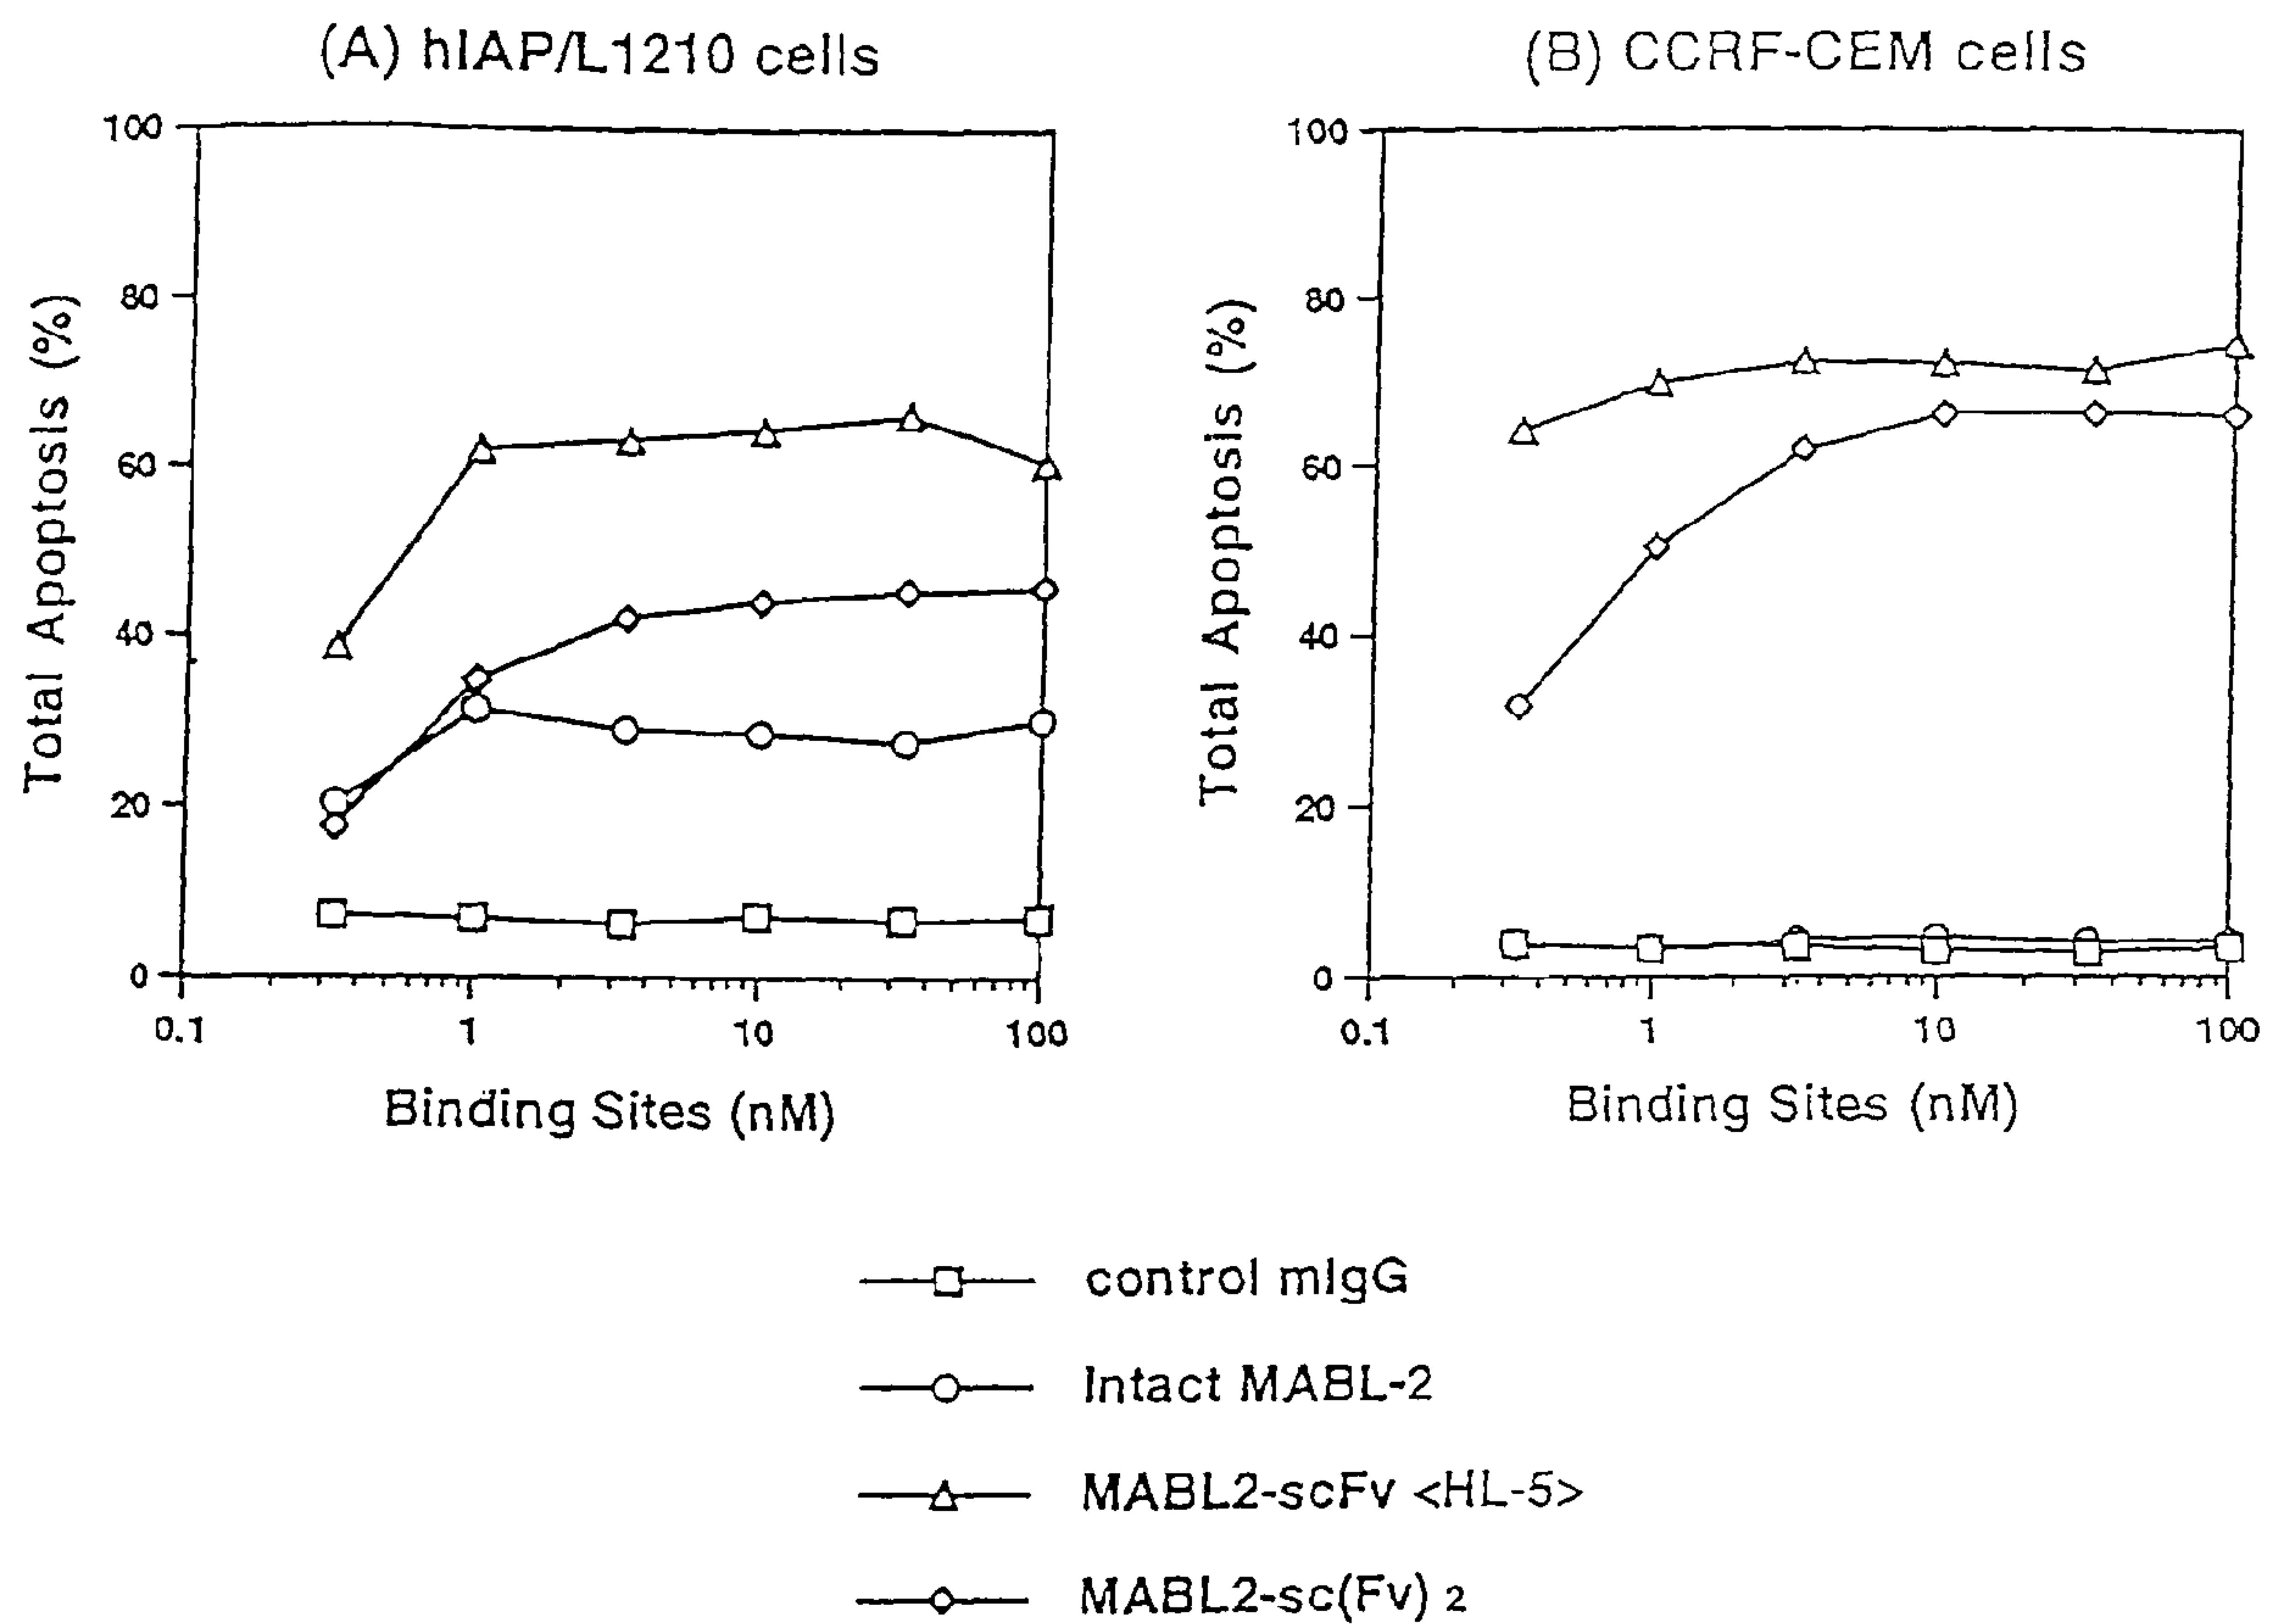 (A) hIAP/L1210 cells
Total Apoptosis (%)
100
80
60
40
20
0
0.1 1 10 100
Binding Sites (nM)
(B) CCRF-CEM cells
Total Apoptosis (%)
100
80
60
40
20
0
0.1 1 10 100
Binding Sites (nM)
control mIgG
Intact MABL-2
MABL2-scFv <HL-5>
MABL2-sc(Fv) 2